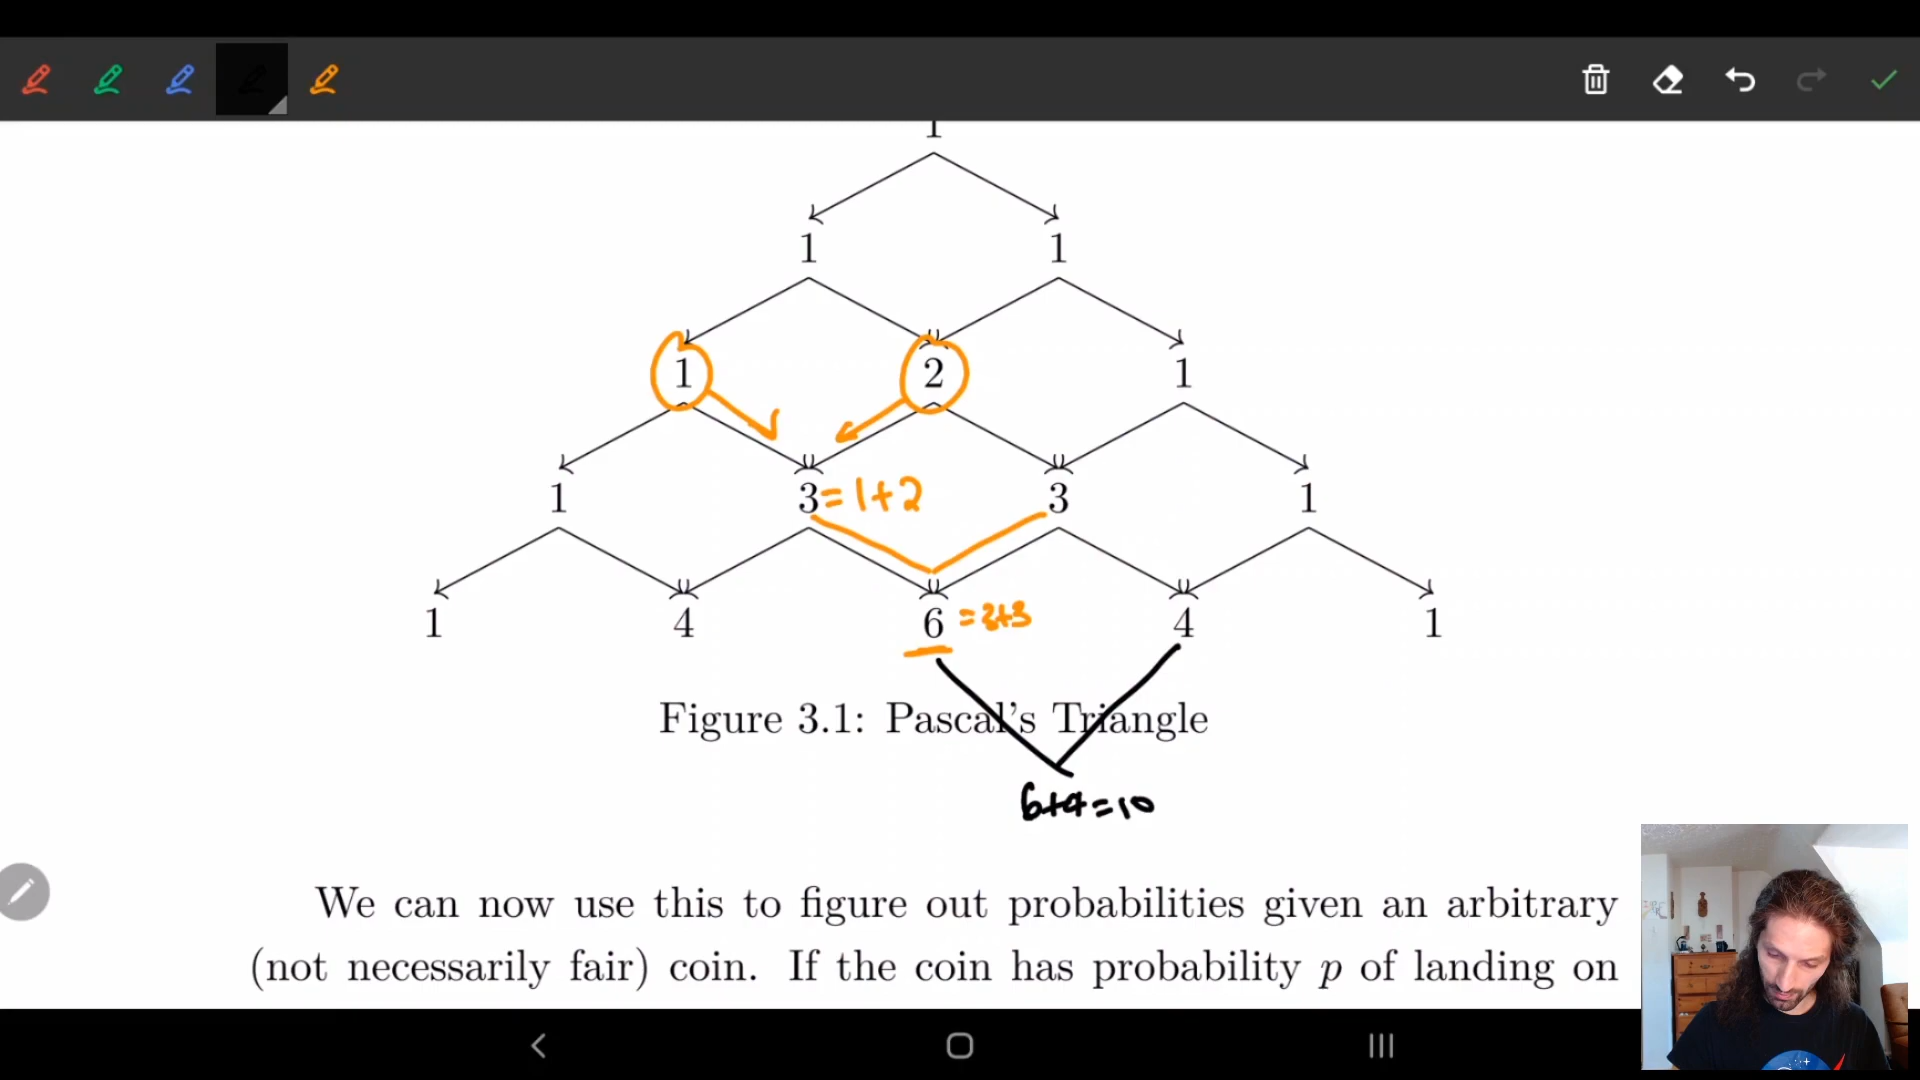 1
1 1
1 2 1
1 3=1+2 3 1
1 4 6 =3+3 4 1
Figure 3.1: Pascal's Triangle
6+4=10
We can now use this to figure out probabilities given an arbitrary
(not necessarily fair) coin. If the coin has probability p of landing on